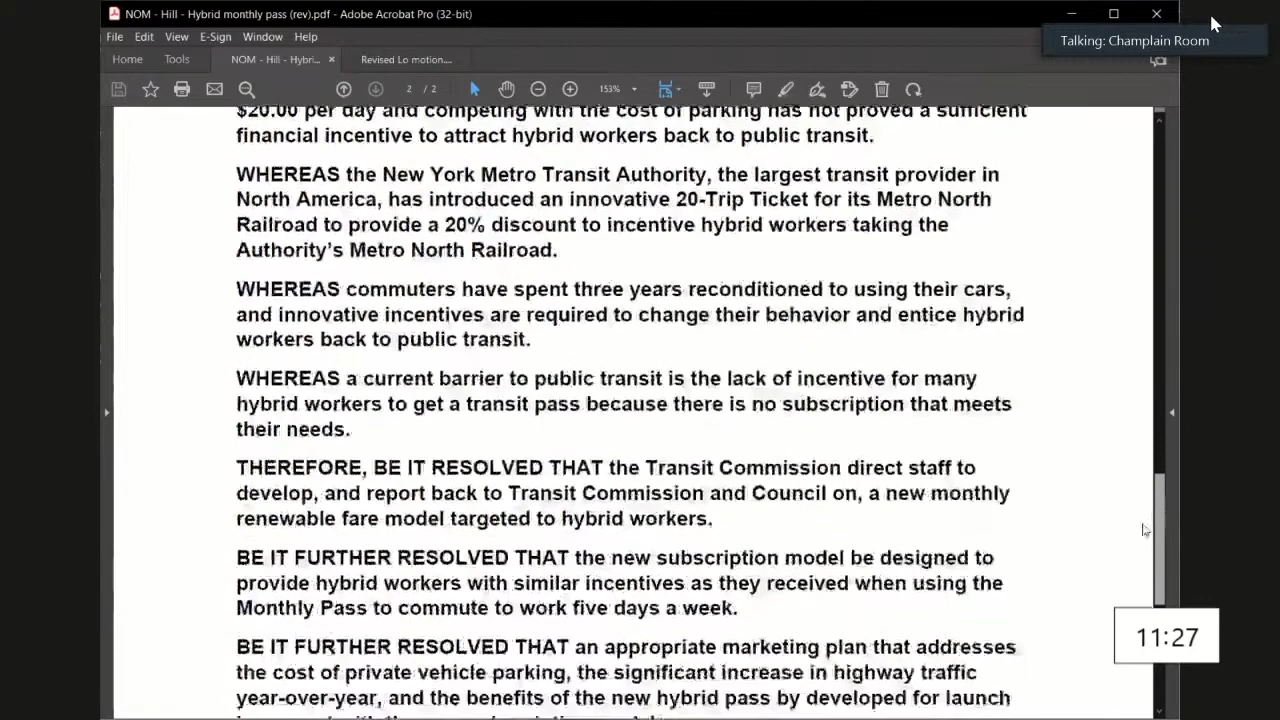 NOM - Hill - Hybrid monthly pass (rev).pdf - Adobe Acrobat Pro (32-bit)
Talking: Champlain Room
File Edit View E-Sign Window Help
Home Tools NOM - Hill - Hybri... × Revised Lo motion....
2 / 2 153%
$20.00 per day and competing with the cost of parking has not proved a sufficient
financial incentive to attract hybrid workers back to public transit.
WHEREAS the New York Metro Transit Authority, the largest transit provider in
North America, has introduced an innovative 20-Trip Ticket for its Metro North
Railroad to provide a 20% discount to incentive hybrid workers taking the
Authority's Metro North Railroad.
WHEREAS commuters have spent three years reconditioned to using their cars,
and innovative incentives are required to change their behavior and entice hybrid
workers back to public transit.
WHEREAS a current barrier to public transit is the lack of incentive for many
hybrid workers to get a transit pass because there is no subscription that meets
their needs.
THEREFORE, BE IT RESOLVED THAT the Transit Commission direct staff to
develop, and report back to Transit Commission and Council on, a new monthly
renewable fare model targeted to hybrid workers.
BE IT FURTHER RESOLVED THAT the new subscription model be designed to
provide hybrid workers with similar incentives as they received when using the
Monthly Pass to commute to work five days a week.
BE IT FURTHER RESOLVED THAT an appropriate marketing plan that addresses
the cost of private vehicle parking, the significant increase in highway traffic
year-over-year, and the benefits of the new hybrid pass by developed for launch
11:27